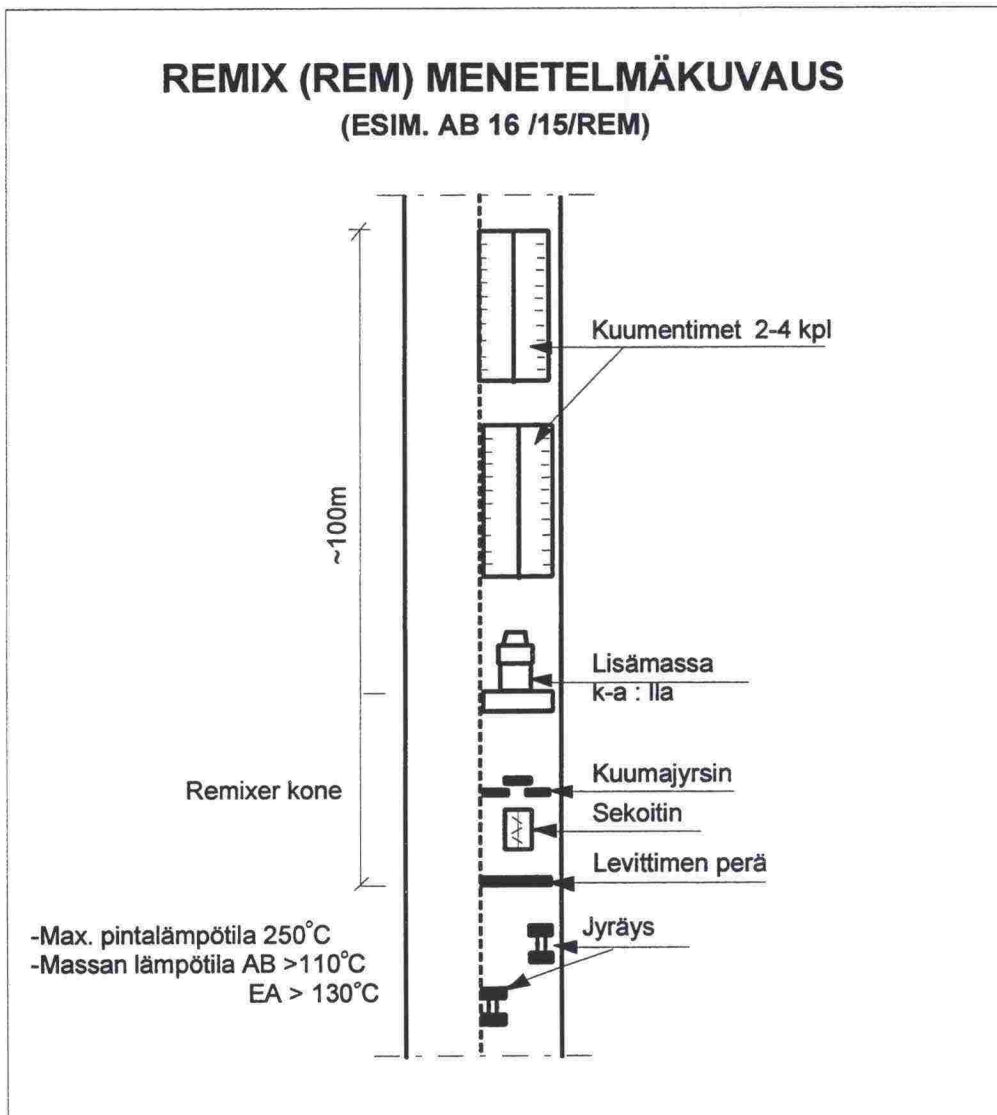 REMIX (REM) MENETELMÄKUVAUS
(ESIM. AB 16 /15/REM)
Kuumentimet 2-4 kpl
~100m
Lisämassa
k-a : lla
Kuumajyrsin
Remixer kone
Sekoitin
Levittimen perä
Jyräys
-Max. pintalämpötila 250°C
-Massan lämpötila AB >110°C
EA > 130°C